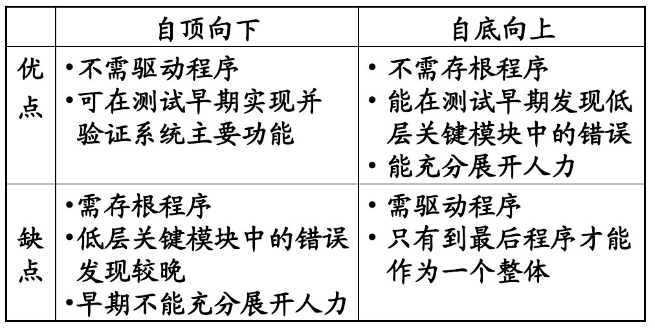 自顶向下
自底向上
优点
•不需驱动程序
•可在测试早期实现并
验证系统主要功能
• 不需存根程序
• 能在测试早期发现低
层关键模块中的错误
• 能充分展开人力
缺点
•需存根程序
•低层关键模块中的错误
发现较晚
•早期不能充分展开人力
• 需驱动程序
• 只有到最后程序才能
作为一个整体